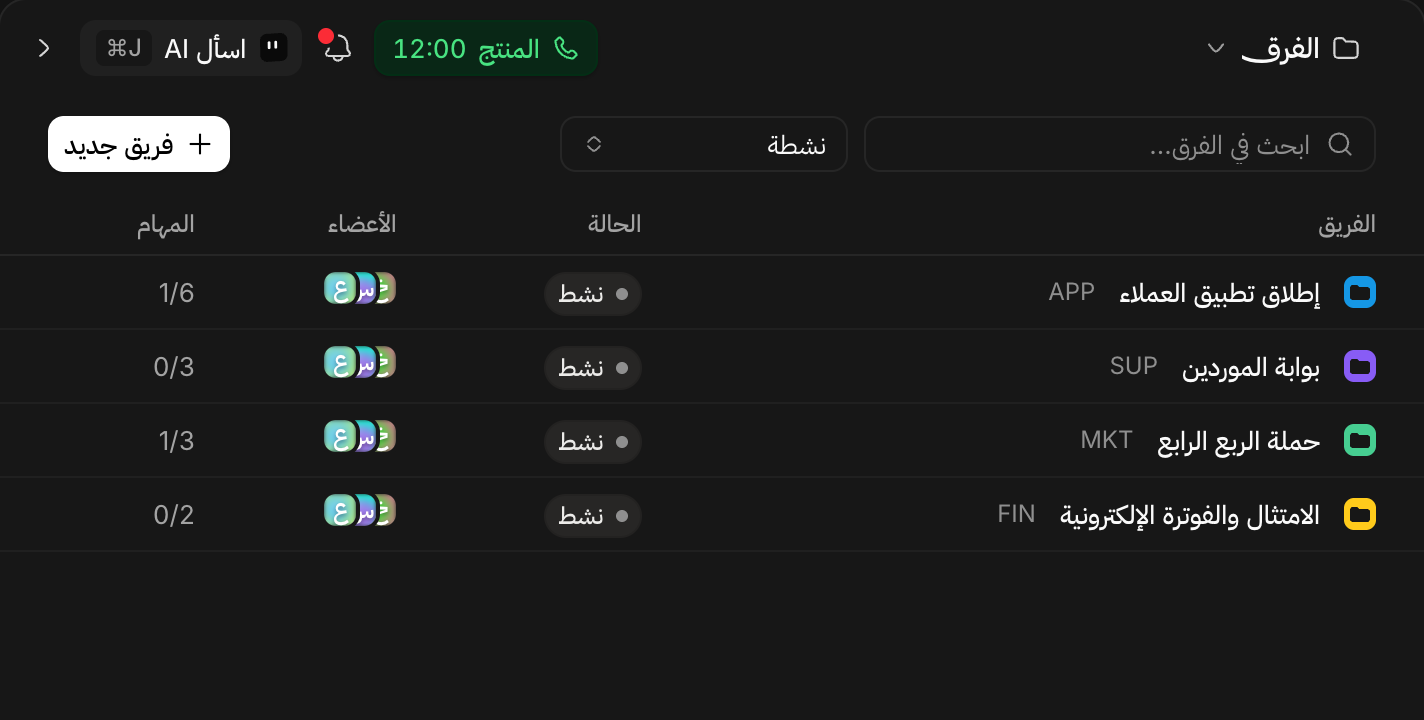 الفرق
المنتج 12:00
اسأل AI ⌘J
ابحث في الفرق...
نشطة
فريق جديد
الفريق الحالة الأعضاء المهام
إطلاق تطبيق العملاء APP نشط س ع 1/6
بوابة الموردين SUP نشط س ع 0/3
حملة الربع الرابع MKT نشط س ع 1/3
الامتثال والفوترة الإلكترونية FIN نشط س ع 0/2